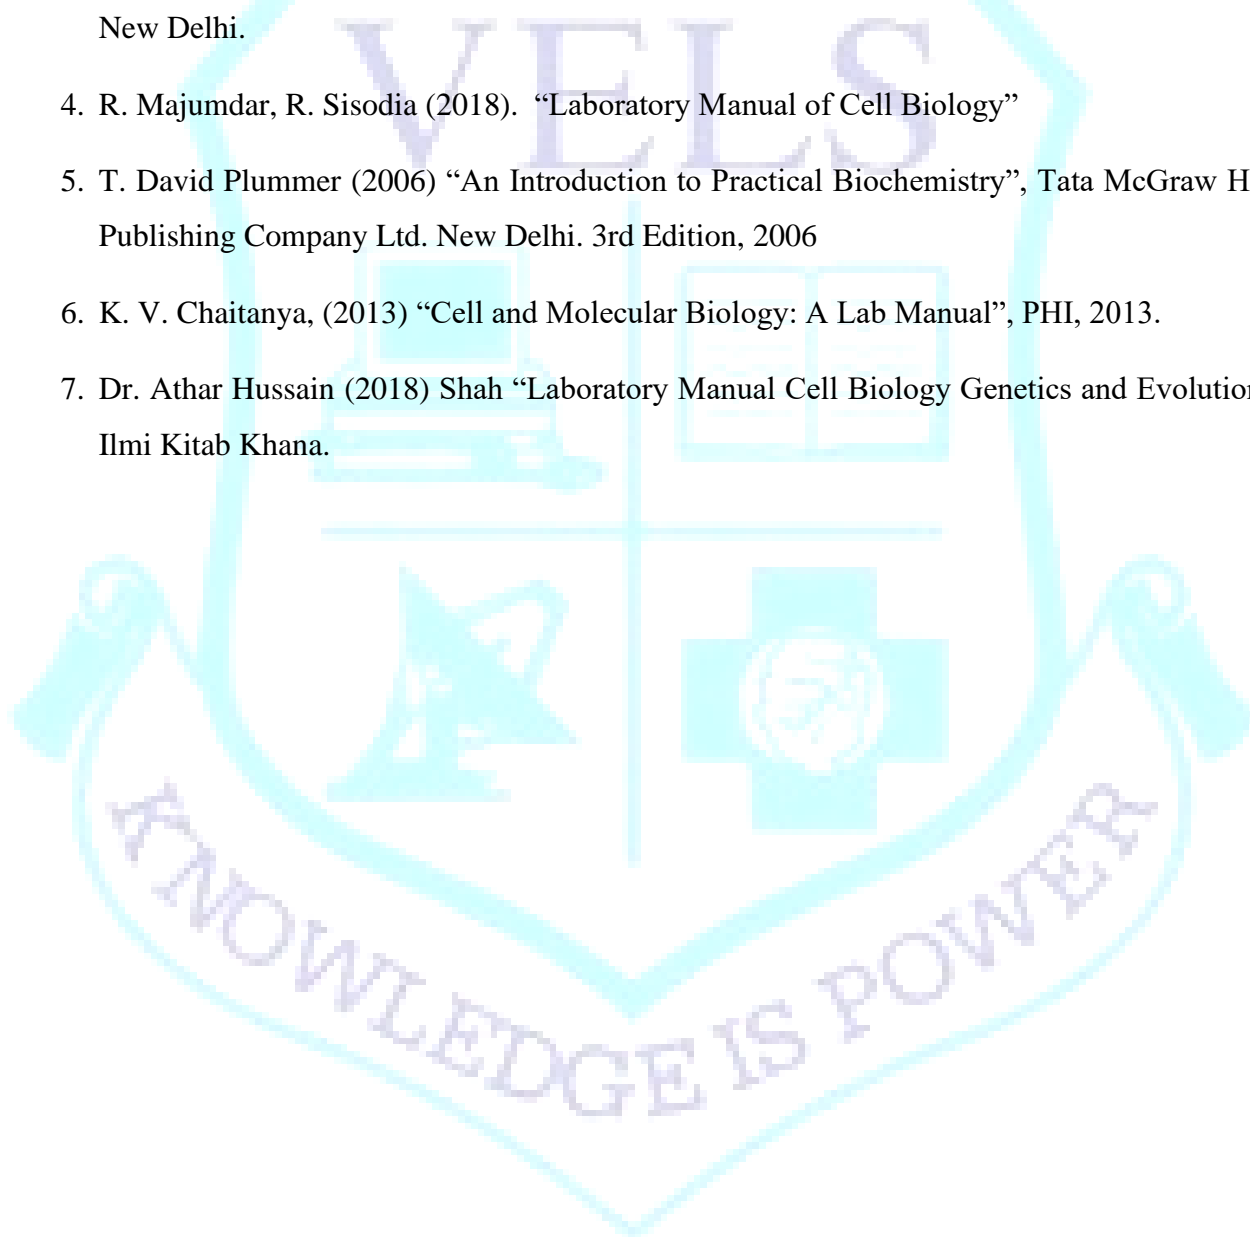 VELS
New Delhi.
4. R. Majumdar, R. Sisodia (2018). “Laboratory Manual of Cell Biology”
5. T. David Plummer (2006) “An Introduction to Practical Biochemistry”, Tata McGraw
Publishing Company Ltd. New Delhi. 3rd Edition, 2006
6. K. V. Chaitanya, (2013) “Cell and Molecular Biology: A Lab Manual”, PHI, 2013.
7. Dr. Athar Hussain (2018) Shah “Laboratory Manual Cell Biology Genetics and Evolution
Ilmi Kitab Khana.
KNOWLEDGE IS POWER